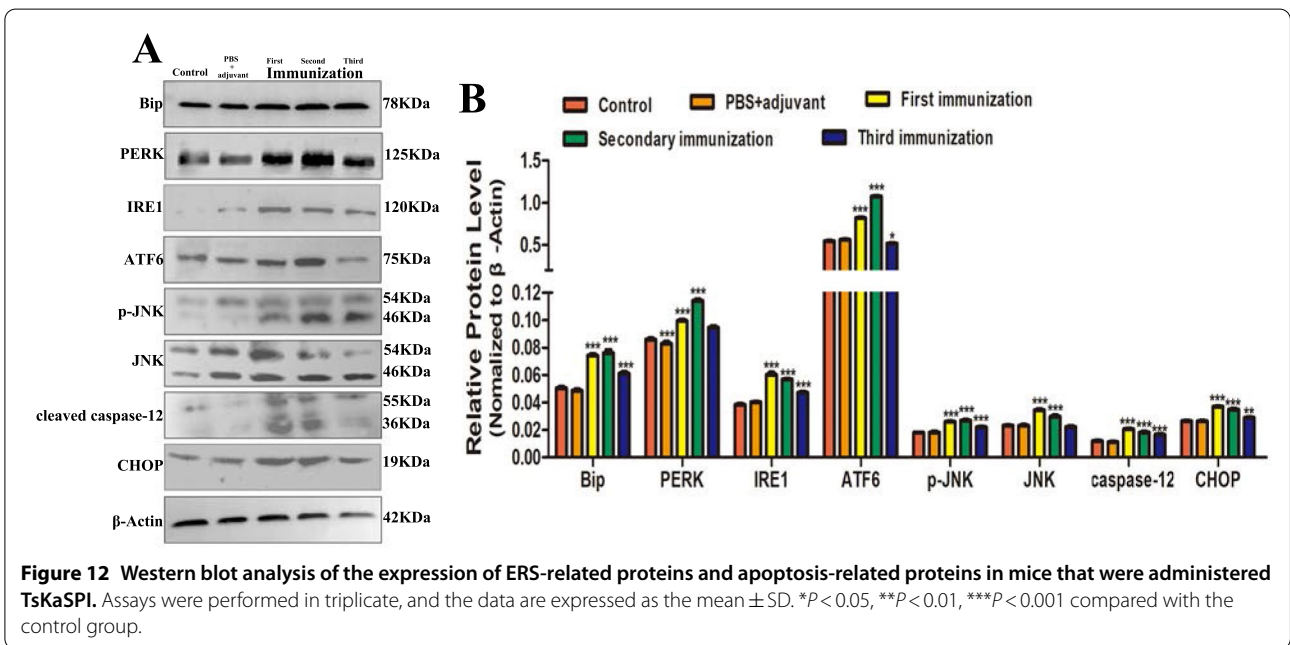 A
Control
PBS
+
adjuvant
First Second Third
Immunization
Bip 78KDa
PERK 125KDa
IRE1 120KDa
ATF6 75KDa
p-JNK 54KDa
46KDa
JNK 54KDa
46KDa
cleaved caspase-12 55KDa
36KDa
CHOP 19KDa
β-Actin 42KDa
B
Control PBS+adjuvant First immunization
Secondary immunization Third immunization
Relative Protein Level
(Nomalized to β -Actin)
1.5
1.0
0.5
0.12
0.10
0.08
0.06
0.04
0.02
0.00
*** *** ***
*** *** ***
*** *** ***
*** *** *
*** *** ***
*** ***
*** *** ***
*** *** **
Bip PERK IRE1 ATF6 p-JNK JNK caspase-12 CHOP
Figure 12 Western blot analysis of the expression of ERS-related proteins and apoptosis-related proteins in mice that were administered
TsKaSPI. Assays were performed in triplicate, and the data are expressed as the mean ± SD. *P < 0.05, **P < 0.01, ***P < 0.001 compared with the
control group.